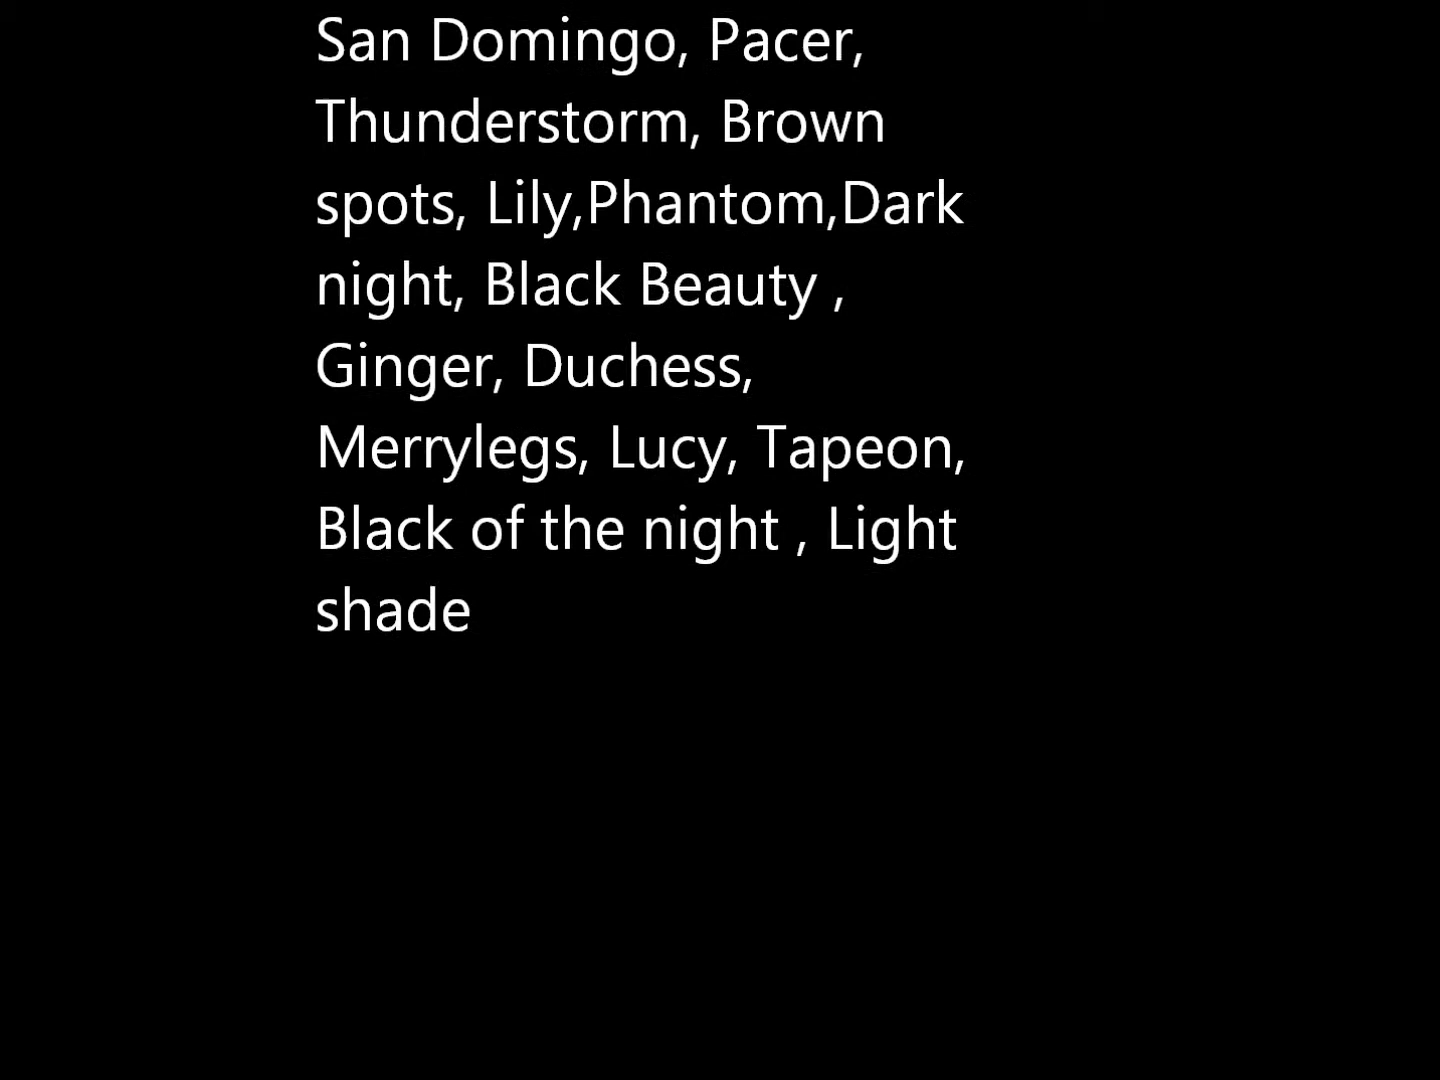 San Domingo, Pacer,
Thunderstorm, Brown
spots, Lily,Phantom,Dark
night, Black Beauty ,
Ginger, Duchess,
Merrylegs, Lucy, Tapeon,
Black of the night , Light
shade